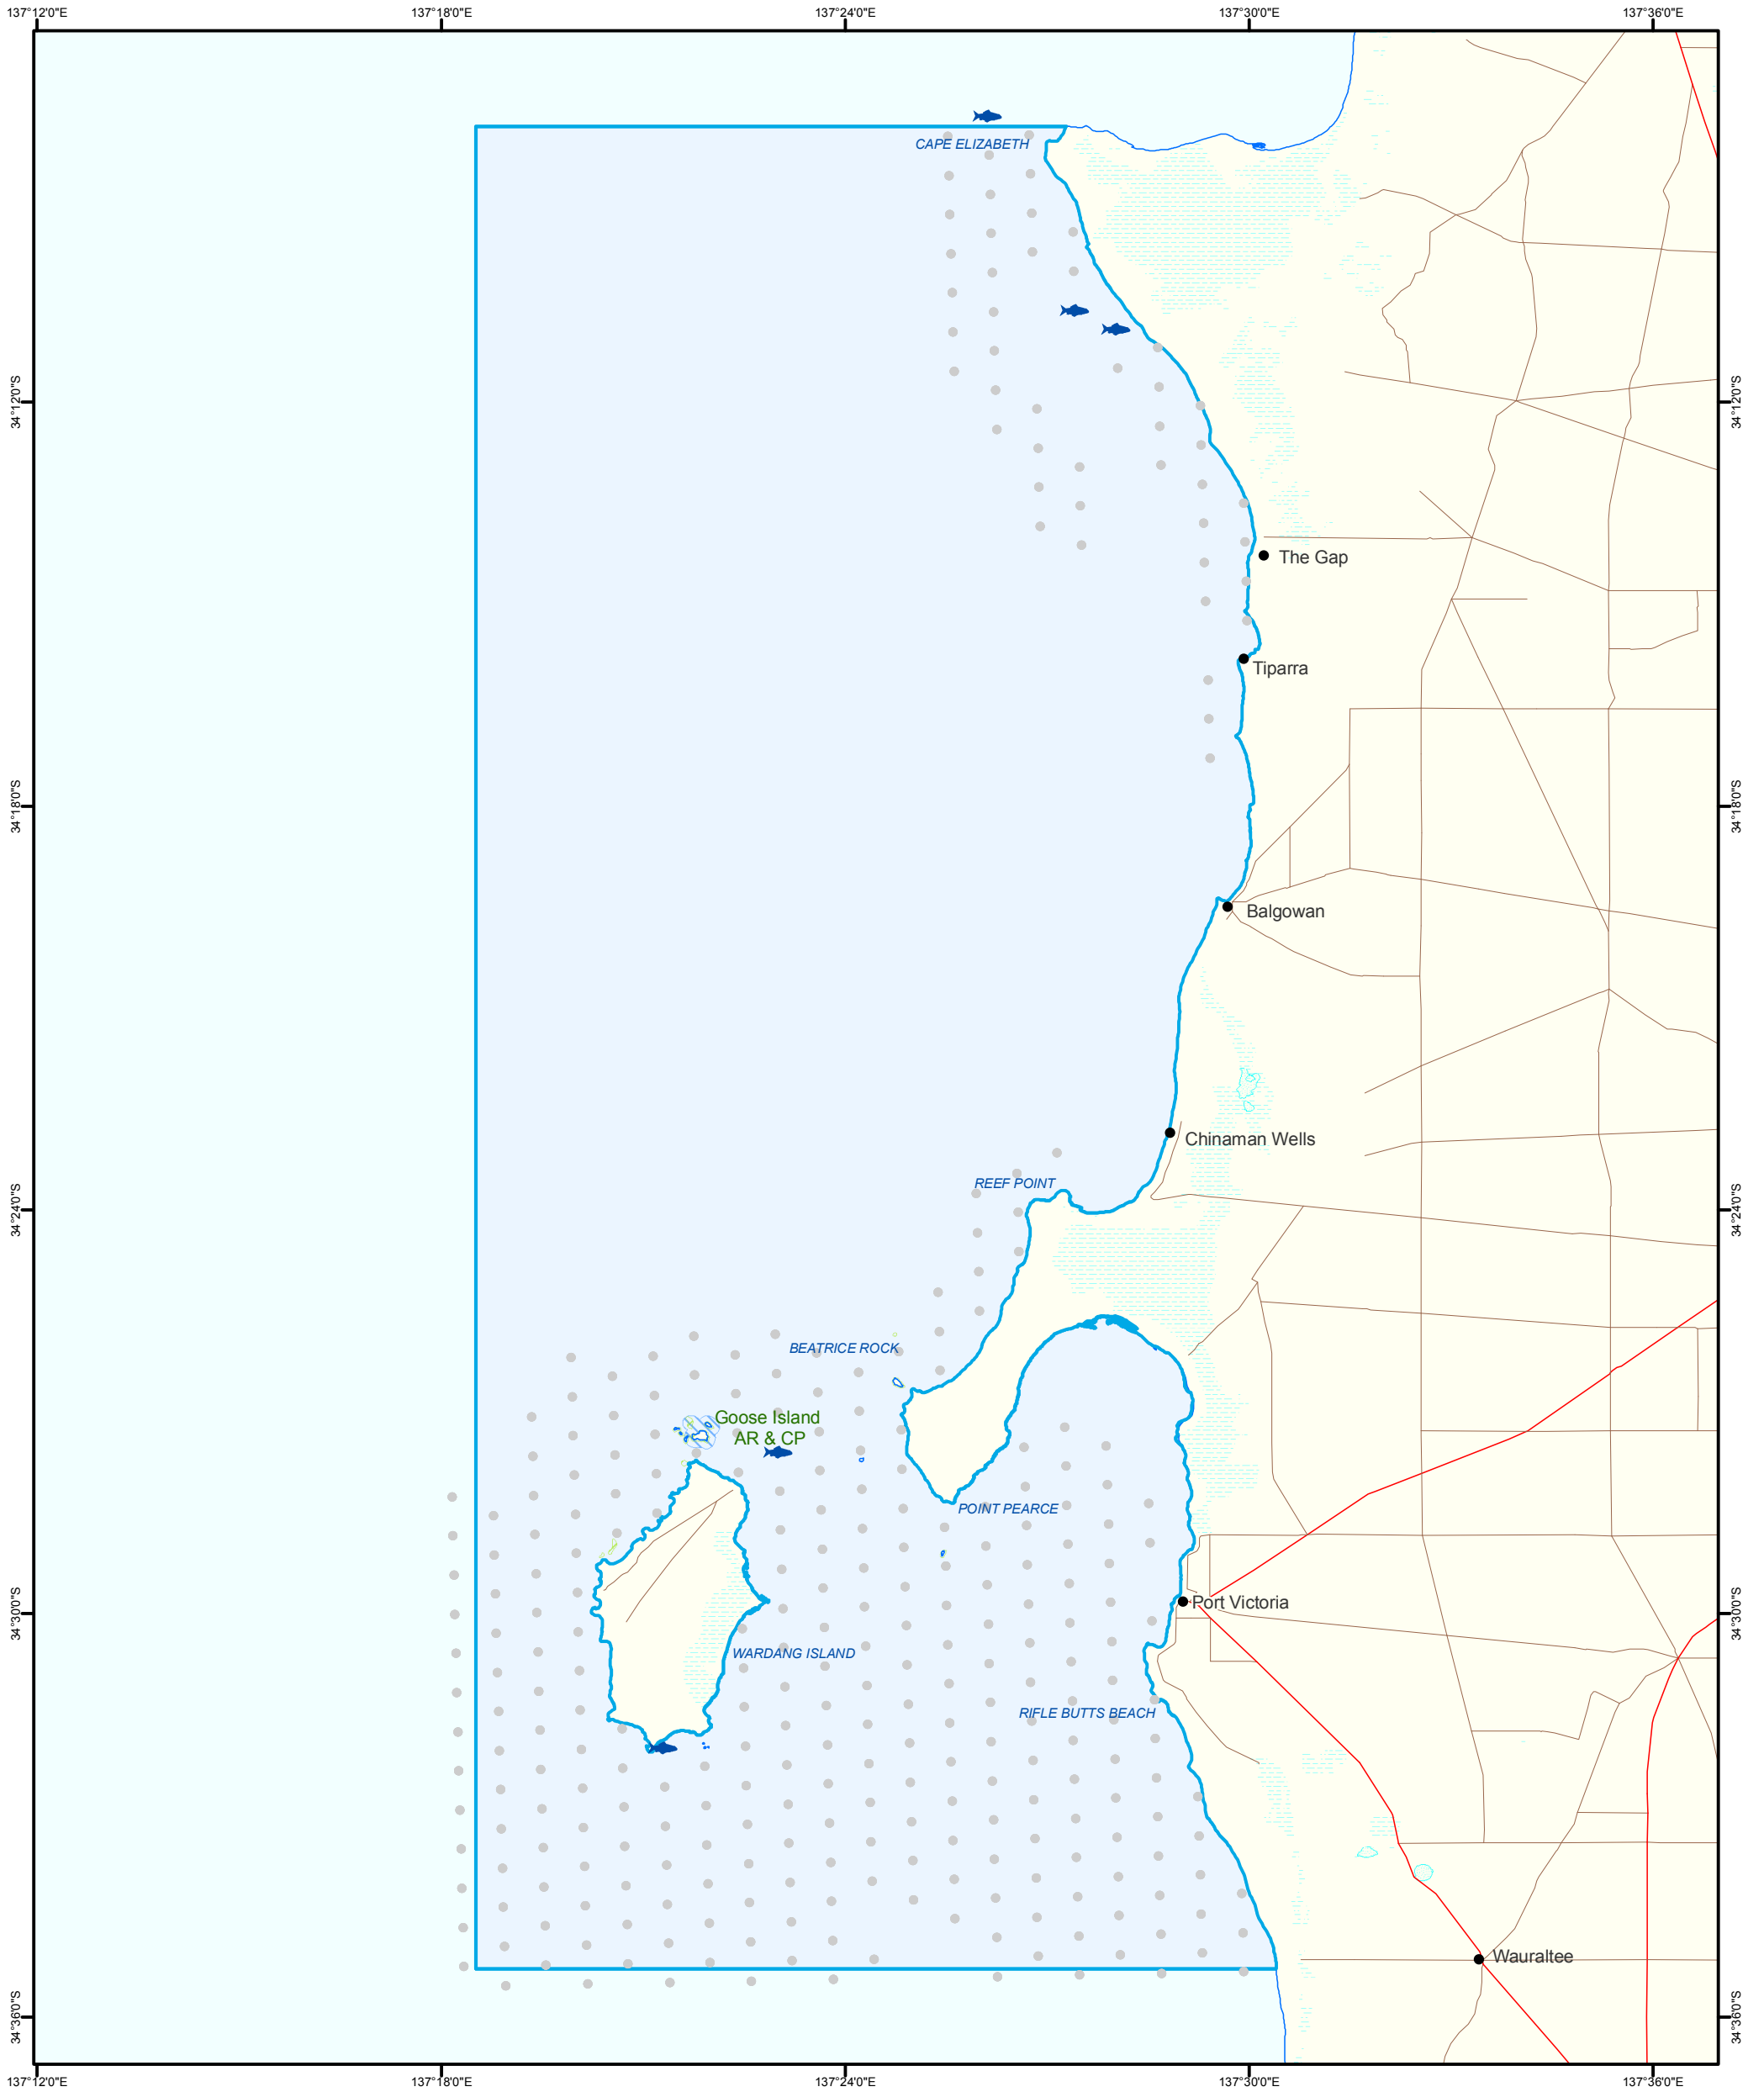 137°12'0"E
137°18'0"E
137°24'0"E
137°30'0"E
137°36'0"E
CAPE ELIZABETH
34°12'0"S
34°12'0"S
The Gap
Tiparra
34°18'0"S
34°18'0"S
Balgowan
Chinaman Wells
REEF POINT
34°24'0"S
34°24'0"S
BEATRICE ROCK
Goose Island
AR & CP
POINT PEARCE
34°30'0"S
Port Victoria
34°30'0"S
WARDANG ISLAND
RIFLE BUTTS BEACH
Wauraltee
34°36'0"S
34°36'0"S
137°12'0"E
137°18'0"E
137°24'0"E
137°30'0"E
137°36'0"E